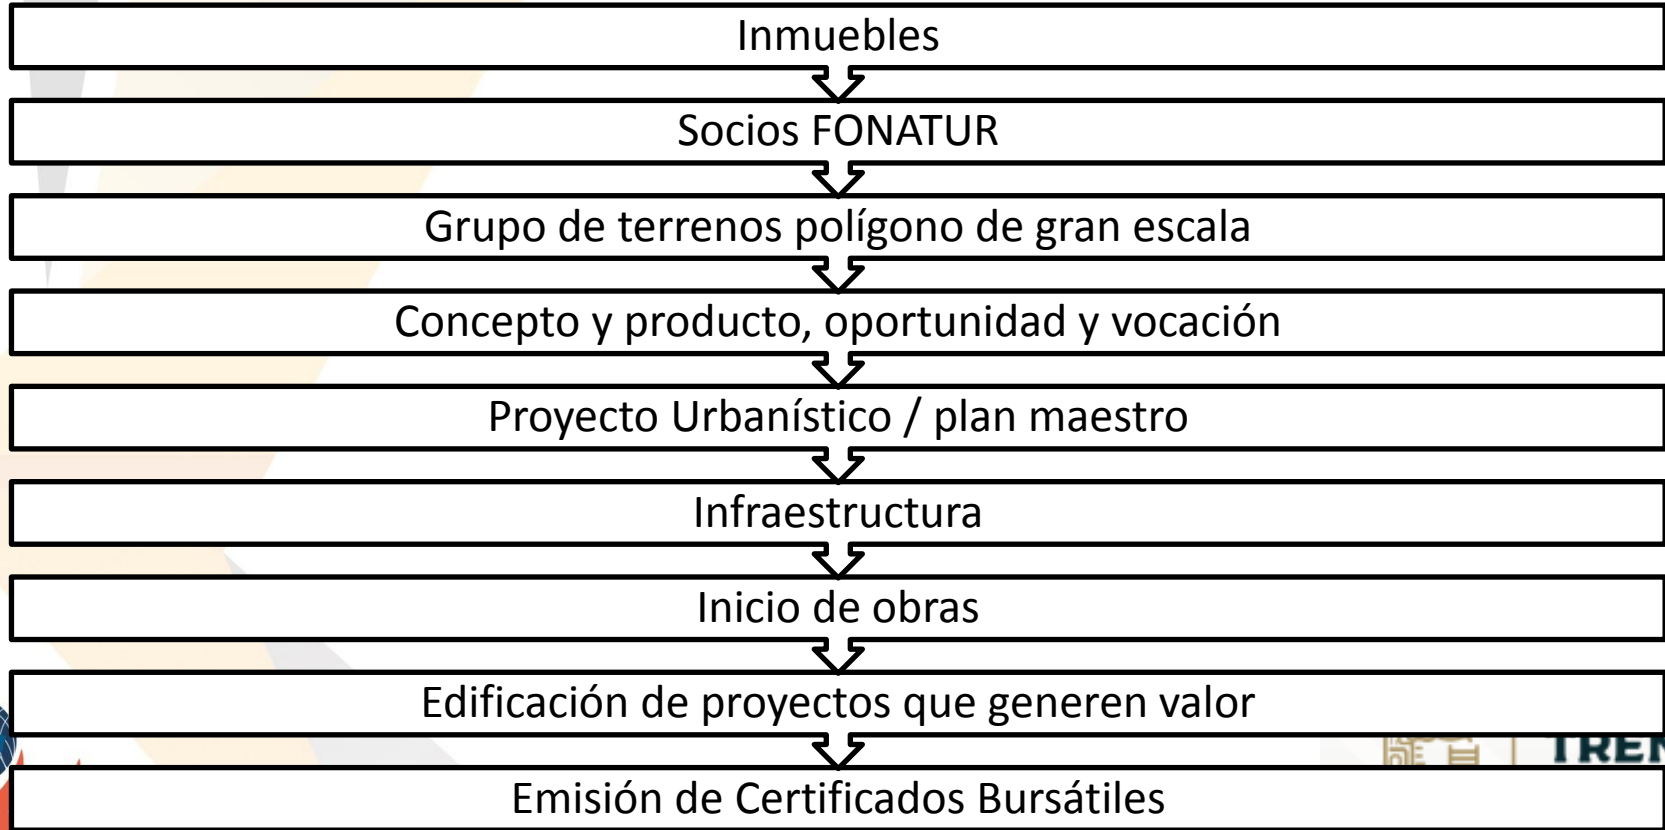 Inmuebles
Socios FONATUR
Grupo de terrenos polígono de gran escala
Concepto y producto, oportunidad y vocación
Proyecto Urbanístico / plan maestro
Infraestructura
Inicio de obras
Edificación de proyectos que generen valor
TREN
Emisión de Certificados Bursátiles